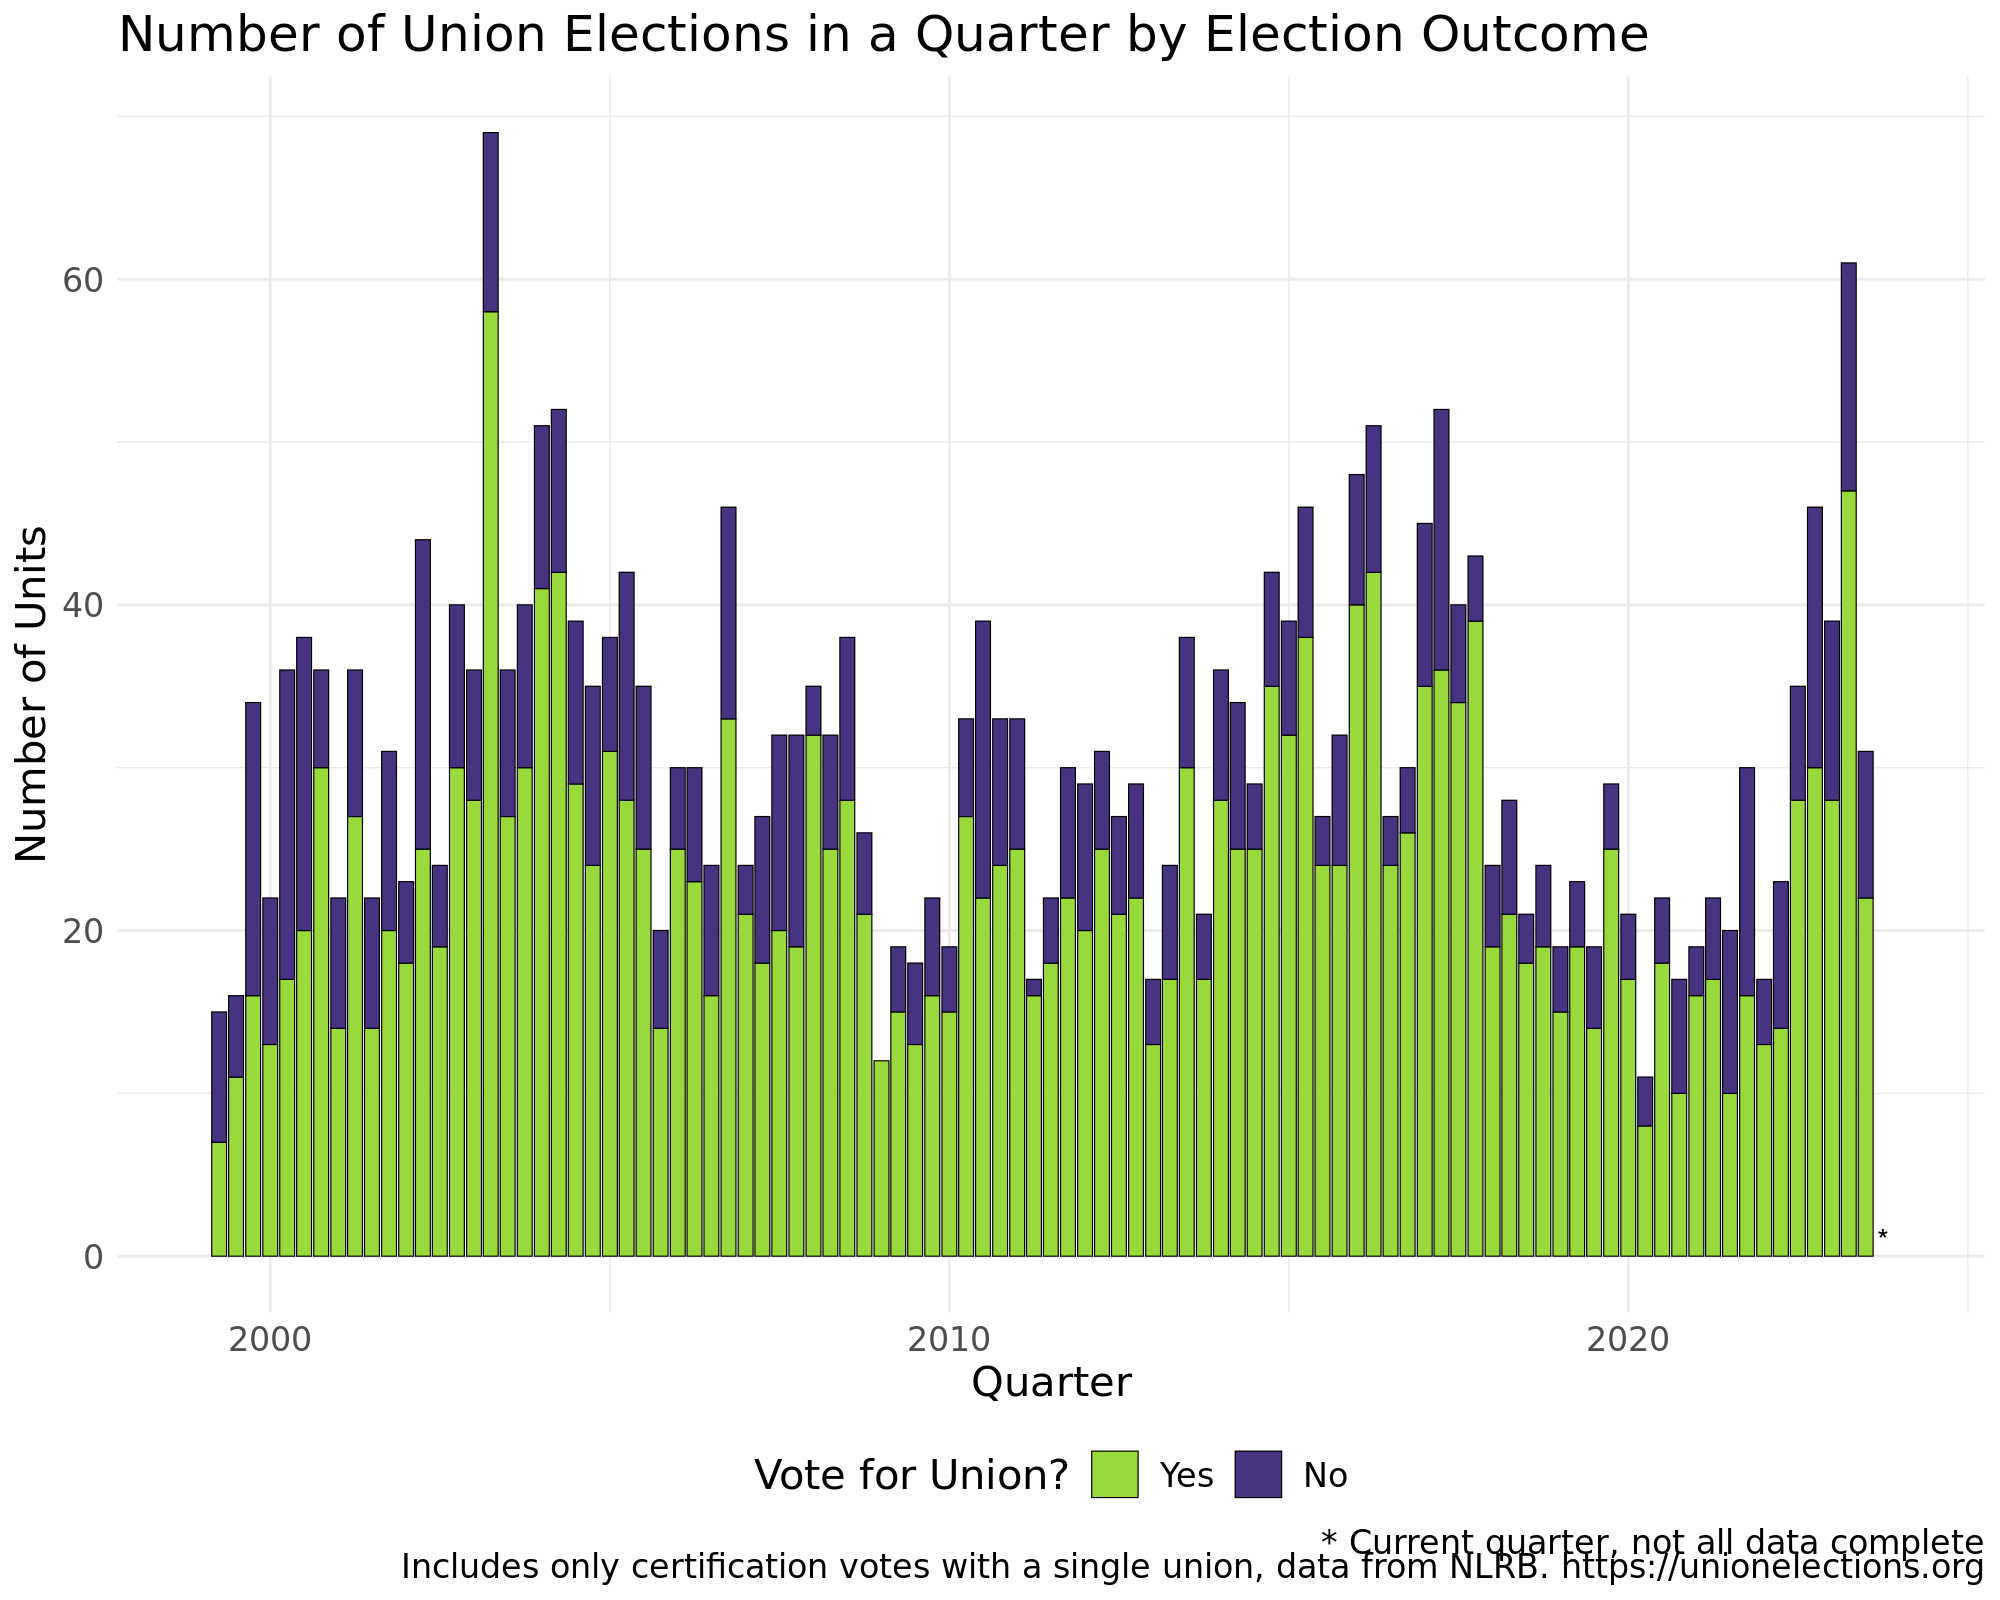 Number of Union Elections in a Quarter by Election Outcome
Number of Units
60
40
20
0
*
2000
2010
2020
Quarter
Vote for Union?
Yes
No
* Current quarter, not all data complete
Includes only certification votes with a single union, data from NLRB. https://unionelections.org